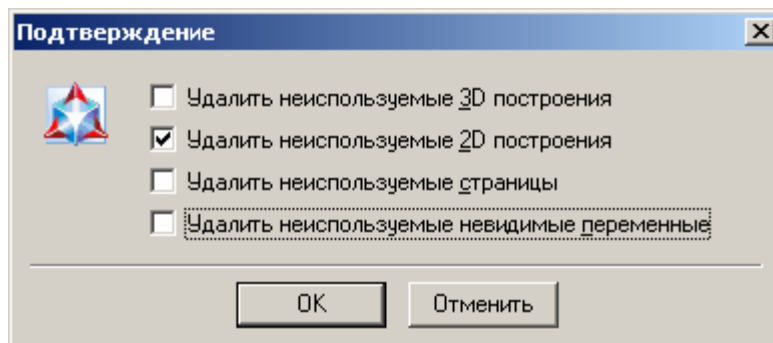 Подтверждение
Удалить неиспользуемые 3D построения
Удалить неиспользуемые 2D построения
Удалить неиспользуемые страницы
Удалить неиспользуемые невидимые переменные
OK
Отменить